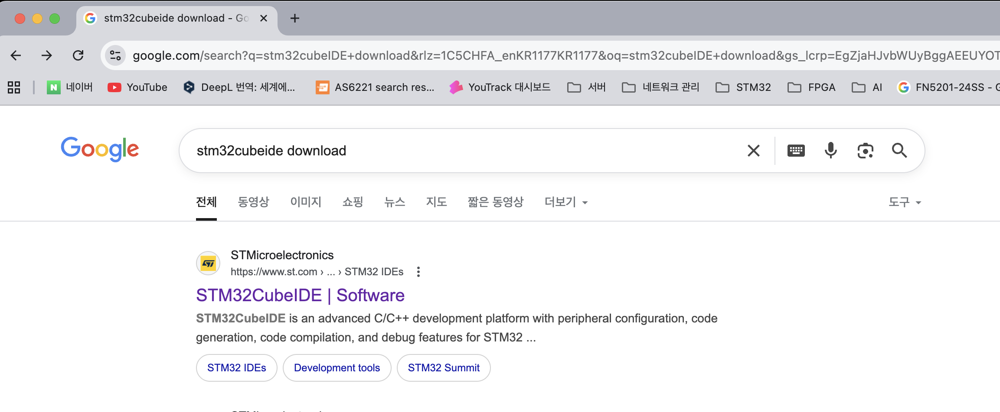 stm32cubeide download - Go
google.com/search?q=stm32cubeIDE+download&rlz=1C5CHFA_enKR1177KR1177&oq=stm32cubeIDE+download&gs_lcrp=EgZjaHJvbWUyBggAEEUYOT
네이버 YouTube DeepL 번역: 세계에... AS6221 search res... YouTrack 대시보드 서버 네트워크 관리 STM32 FPGA AI FN5201-24SS - G
Google stm32cubeide download
전체 동영상 이미지 쇼핑 뉴스 지도 짧은 동영상 더보기 도구
STMicroelectronics
https://www.st.com › ... › STM32 IDEs
STM32CubeIDE | Software
STM32CubeIDE is an advanced C/C++ development platform with peripheral configuration, code
generation, code compilation, and debug features for STM32 ...
STM32 IDEs Development tools STM32 Summit